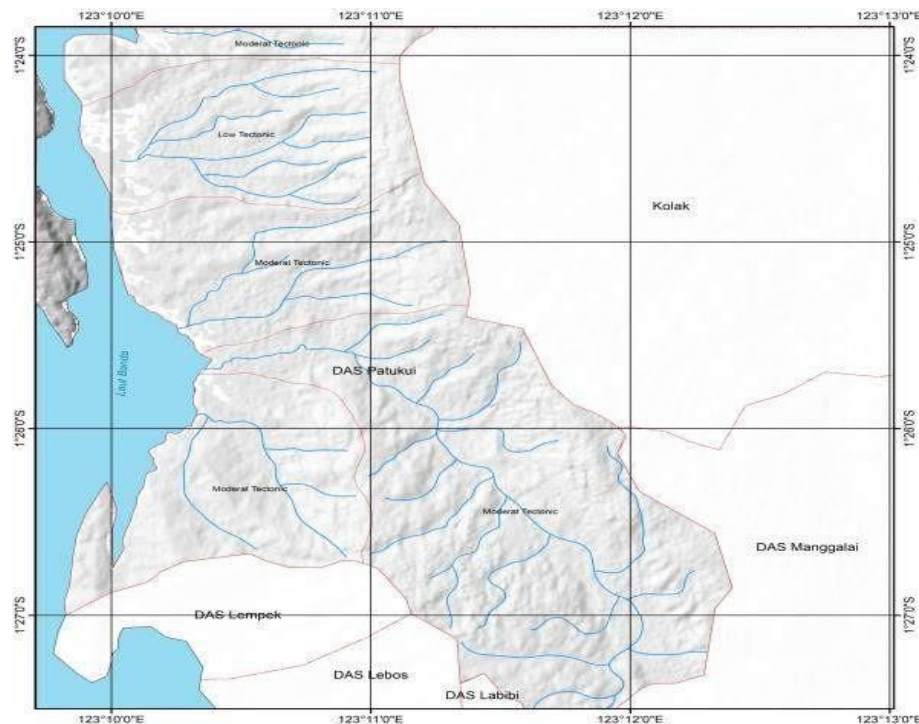 123°10'0"E 123°11'0"E 123°12'0"E 123°13'0"E
1°24'0"S
1°24'0"S
Moderat Tectonic
Low Tectonic
Kolak
1°25'0"S
1°25'0"S
Moderat Tectonic
Laut Banda
DAS Patukui
1°26'0"S
1°26'0"S
Moderat Tectonic
Moderat Tectonic
DAS Manggalai
1°27'0"S
1°27'0"S
DAS Lempek
DAS Lebos
DAS Labibi
123°10'0"E 123°11'0"E 123°12'0"E 123°13'0"E